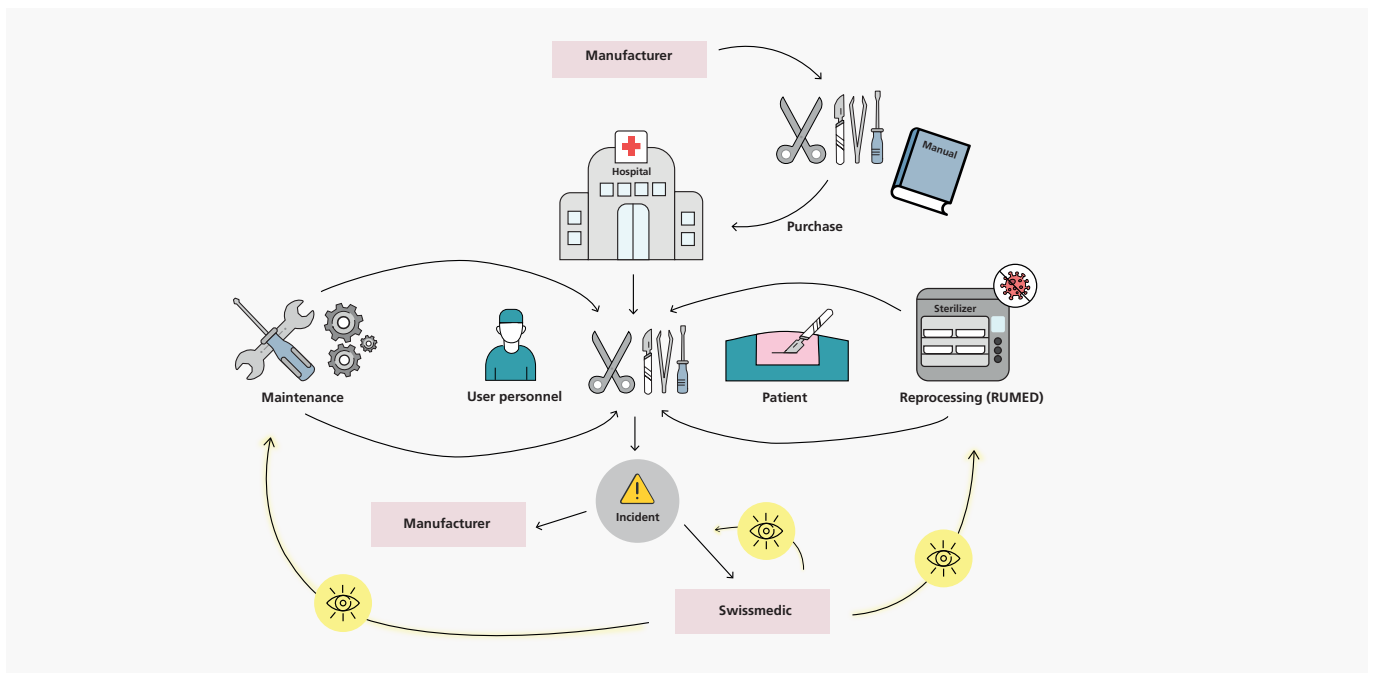 Manufacturer
Manual
Hospital
Purchase
Sterilizer
Maintenance
User personnel
Patient
Reprocessing (RUMED)
Manufacturer
Incident
Swissmedic